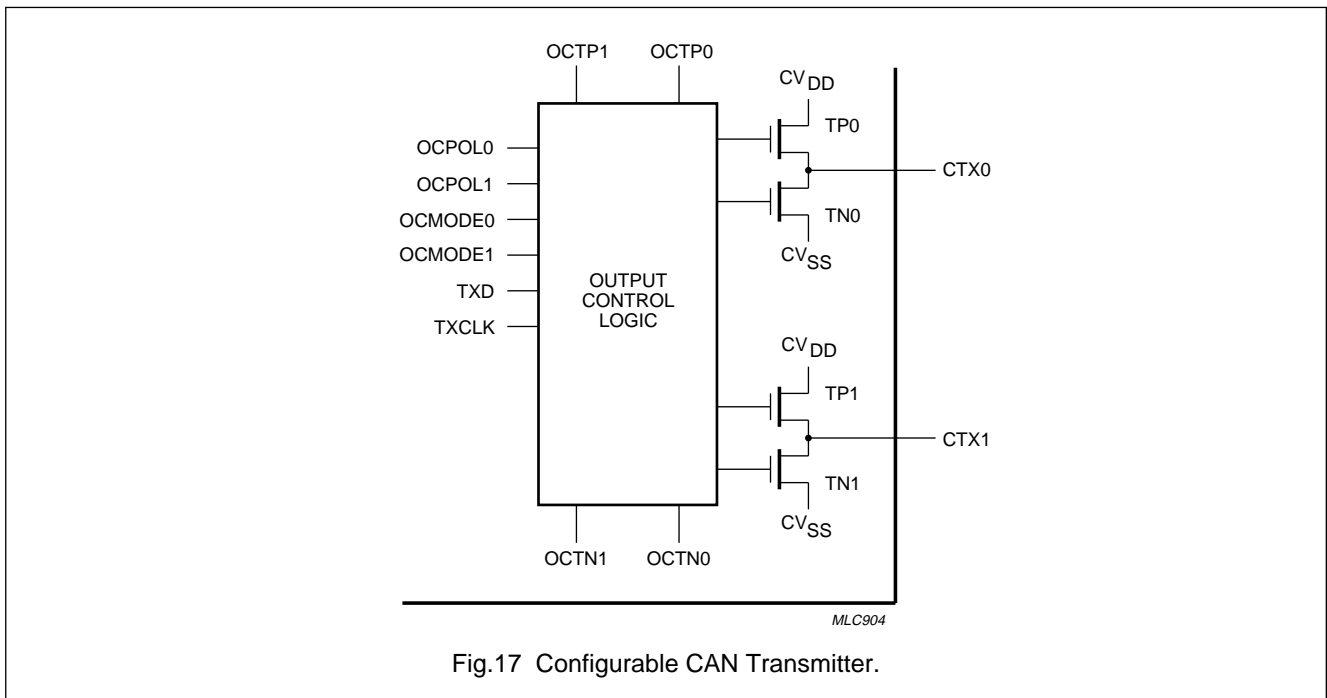 OCTP1
OCTP0
CVDD
TP0
OCPOL0
CTX0
OCPOL1
TN0
OCMODE0
CVSS
OCMODE1
OUTPUT
CONTROL
LOGIC
TXD
TXCLK
CVDD
TP1
CTX1
TN1
CVSS
OCTN1
OCTN0
MLC904
Fig.17 Configurable CAN Transmitter.